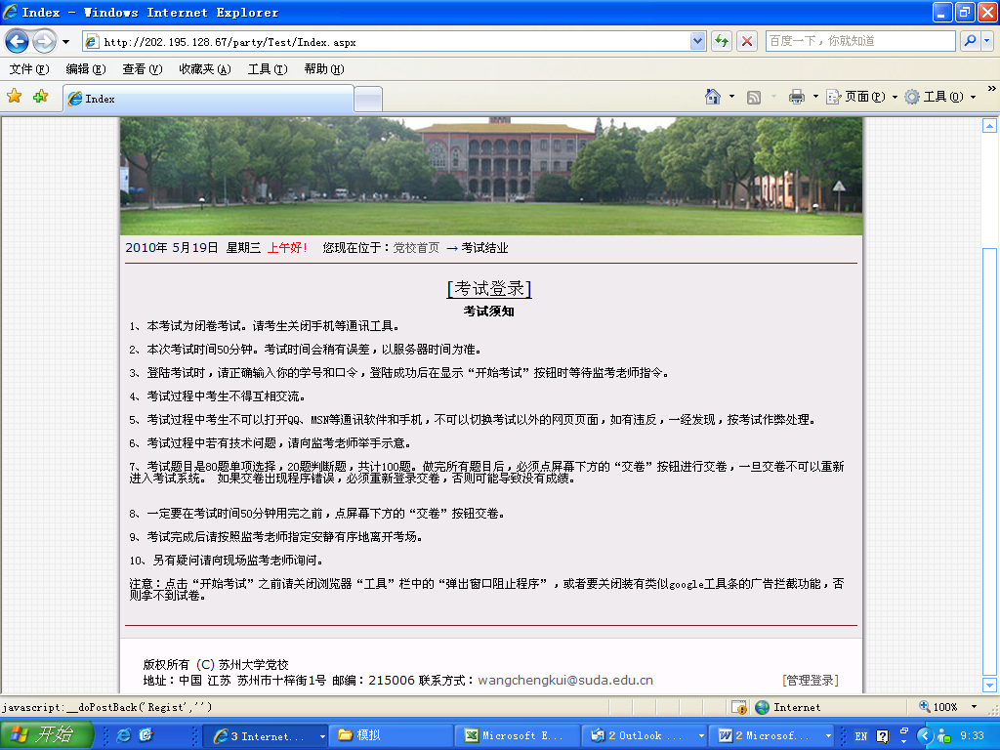 Index - Windows Internet Explorer
http://202.195.128.67/party/Test/Index.aspx
百度一下，你就知道
文件(F) 编辑(E) 查看(V) 收藏夹(A) 工具(T) 帮助(H)
Index
页面(P) 工具(O)
2010年 5月19日 星期三 上午好! 您现在位于：党校首页 →考试结业
[考试登录]
考试须知
1、本考试为闭卷考试。请考生关闭手机等通讯工具。
2、本次考试时间50分钟。考试时间会稍有误差，以服务器时间为准。
3、登陆考试时，请正确输入你的学号和口令，登陆成功后在显示“开始考试”按钮时等待监考老师指令。
4、考试过程中考生不得互相交流。
5、考试过程中考生不可以打开QQ、MSN等通讯软件和手机，不可以切换考试以外的网页页面，如有违反，一经发现，按考试作弊处理。
6、考试过程中若有技术问题，请向监考老师举手示意。
7、考试题目是80题单项选择，20题判断题，共计100题。做完所有题目后，必须点屏幕下方的“交卷”按钮进行交卷，一旦交卷不可以重新
进入考试系统。 如果交卷出现程序错误，必须重新登录交卷，否则可能导致没有成绩。
8、一定要在考试时间50分钟用完之前，点屏幕下方的“交卷”按钮交卷。
9、考试完成后请按照监考老师指定安静有序地离开考场。
10、另有疑问请向现场监考老师询问。
注意：点击“开始考试”之前请关闭浏览器“工具”栏中的“弹出窗口阻止程序”，或者要关闭装有类似google工具条的广告拦截功能，否
则拿不到试卷。
版权所有 (C) 苏州大学党校
地址：中国 江苏 苏州市十梓街1号 邮编：215006 联系方式：wangchengkui@suda.edu.cn [管理登录]
javascript:__doPostBack('Regist','') Internet 100%
开始 3 Internet... 模拟 Microsoft E... 2 Outlook ... 2 Microsof... EN 9:33